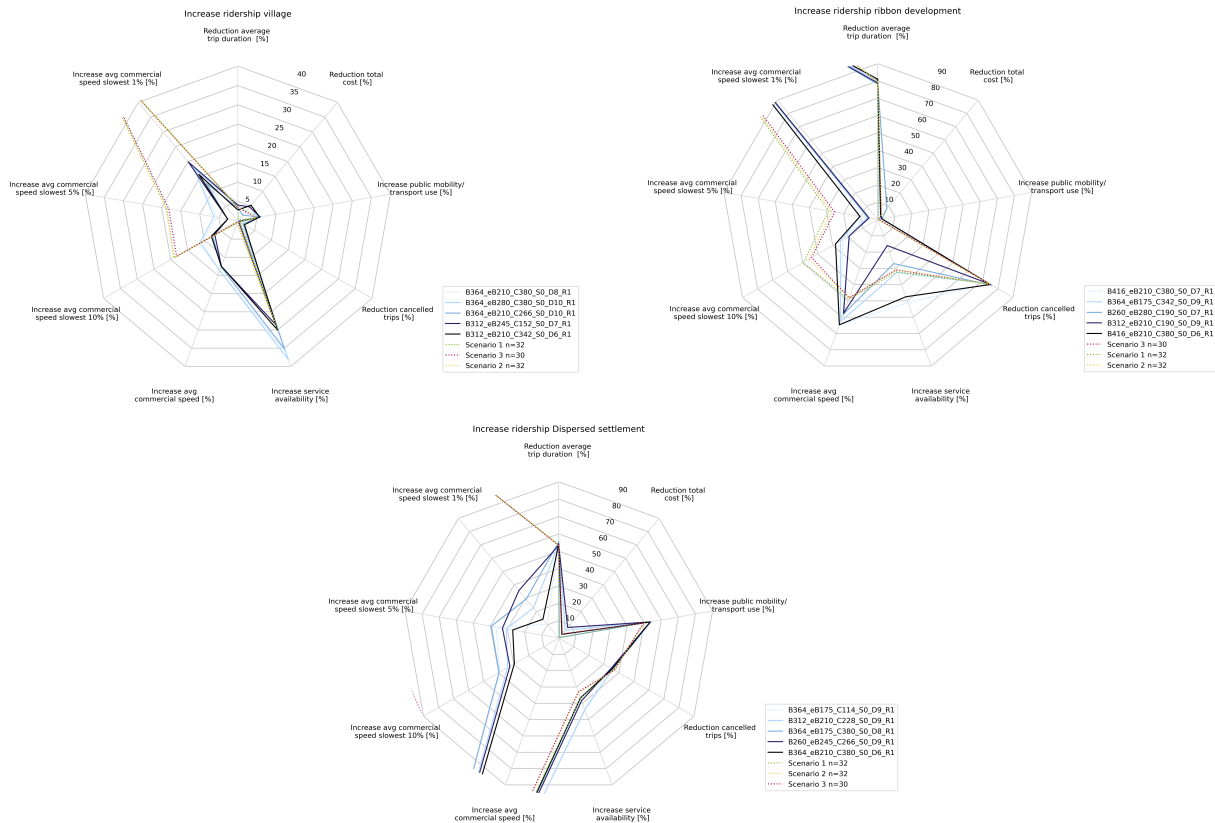 Increase ridership village
Reduction average
trip duration  [%]
Reduction total
cost [%]
Increase public mobility/
transport use [%]
Reduction cancelled
trips [%]
Increase service
availability [%]
Increase avg
commercial speed [%]
Increase avg commercial
speed slowest 10% [%]
Increase avg commercial
speed slowest 5% [%]
Increase avg commercial
speed slowest 1% [%]
40
35
30
25
20
15
10
5
B364_eB210_C380_S0_D8_R1
B364_eB280_C380_S0_D10_R1
B364_eB210_C266_S0_D10_R1
B312_eB245_C152_S0_D7_R1
B312_eB210_C342_S0_D6_R1
Scenario 1 n=32
Scenario 3 n=30
Scenario 2 n=32
Increase ridership ribbon development
Reduction average
trip duration  [%]
Reduction total
cost [%]
Increase public mobility/
transport use [%]
Reduction cancelled
trips [%]
Increase service
availability [%]
Increase avg
commercial speed [%]
Increase avg commercial
speed slowest 10% [%]
Increase avg commercial
speed slowest 5% [%]
Increase avg commercial
speed slowest 1% [%]
90
80
70
60
50
40
30
20
10
B416_eB210_C380_S0_D7_R1
B364_eB175_C342_S0_D9_R1
B260_eB280_C190_S0_D7_R1
B312_eB210_C190_S0_D9_R1
B416_eB210_C380_S0_D6_R1
Scenario 3 n=30
Scenario 1 n=32
Scenario 2 n=32
Increase ridership Dispersed settlement
Reduction average
trip duration  [%]
Reduction total
cost [%]
Increase public mobility/
transport use [%]
Reduction cancelled
trips [%]
Increase service
availability [%]
Increase avg
commercial speed [%]
Increase avg commercial
speed slowest 10% [%]
Increase avg commercial
speed slowest 5% [%]
Increase avg commercial
speed slowest 1% [%]
90
80
70
60
50
40
30
20
10
B364_eB175_C114_S0_D9_R1
B312_eB210_C228_S0_D9_R1
B364_eB175_C380_S0_D8_R1
B260_eB245_C266_S0_D9_R1
B364_eB210_C380_S0_D6_R1
Scenario 1 n=32
Scenario 2 n=32
Scenario 3 n=30